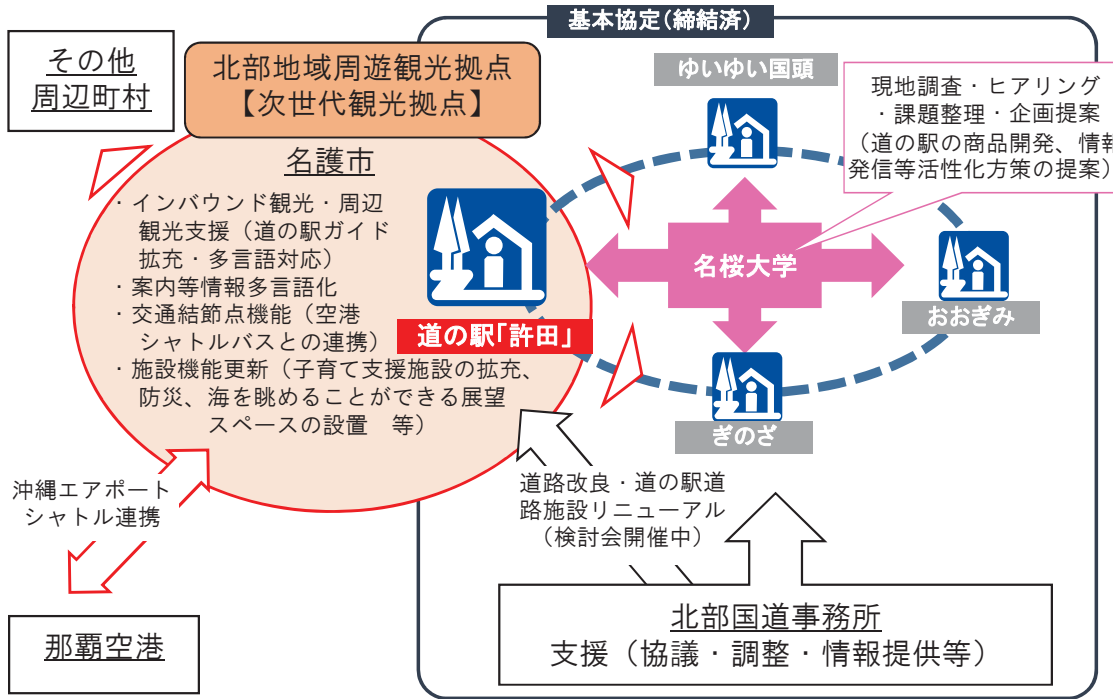 基本協定(締結済)
その他
周辺町村
北部地域周遊観光拠点
【次世代観光拠点】
ゆいゆい国頭
現地調査・ヒアリング
・課題整理・企画提案
(道の駅の商品開発、情報
発信等活性化方策の提案)
名護市
・インバウンド観光・周辺
観光支援(道の駅ガイド
拡充・多言語対応)
・案内等情報多言語化
・交通結節点機能(空港
シャトルバスとの連携)
・施設機能更新(子育て支援施設の拡充、
防災、海を眺めることができる展望
スペースの設置 等)
道の駅「許田」
名桜大学
おおぎみ
ぎのざ
沖縄エアポート
シャトル連携
道路改良・道の駅道
路施設リニューアル
(検討会開催中)
那覇空港
北部国道事務所
支援(協議・調整・情報提供等)